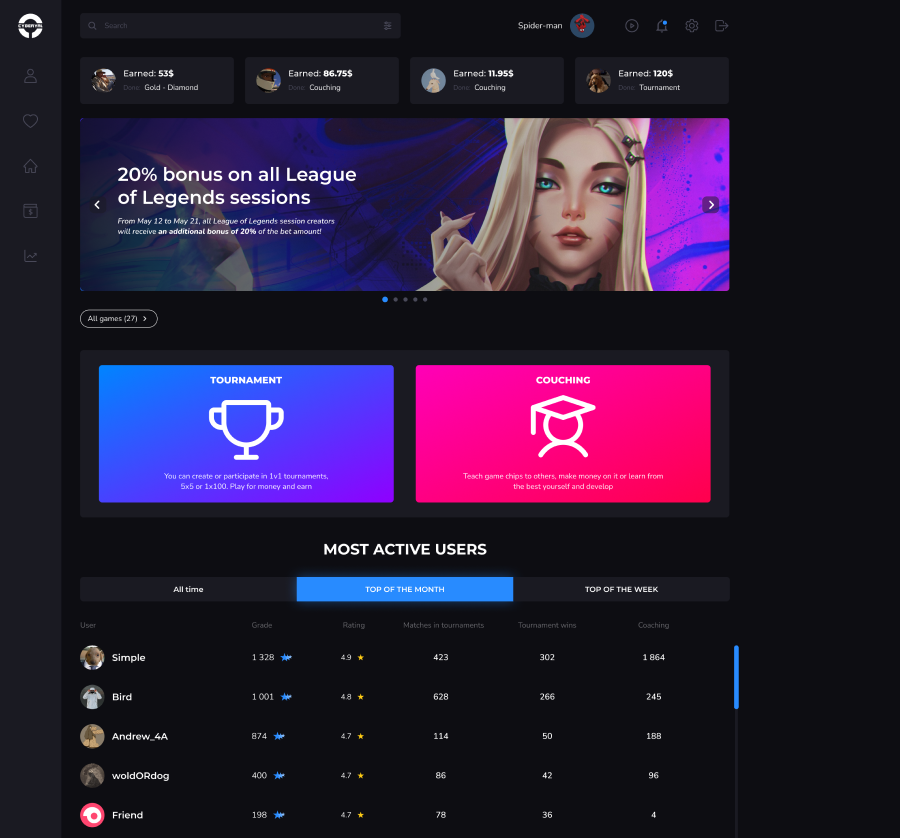 CYBERYAL
Search
Spider-man
Earned: 53$
Done: Gold - Diamond
Earned: 86.75$
Done: Couching
Earned: 11.95$
Done: Couching
Earned: 120$
Done: Tournament
20% bonus on all League
of Legends sessions
From May 12 to May 21, all League of Legends session creators
will receive an additional bonus of 20% of the bet amount!
All games (27)
TOURNAMENT
You can create or participate in 1v1 tournaments,
5x5 or 1x100. Play for money and earn
COUCHING
Teach game chips to others, make money on it or learn from
the best yourself and develop
MOST ACTIVE USERS
All time TOP OF THE MONTH TOP OF THE WEEK
User Grade Rating Matches in tournaments Tournament wins Coaching
Simple 1 328 4.9 423 302 1 864
Bird 1 001 4.8 628 266 245
Andrew_4A 874 4.7 114 50 188
woldORdog 400 4.7 86 42 96
Friend 198 4.7 78 36 4